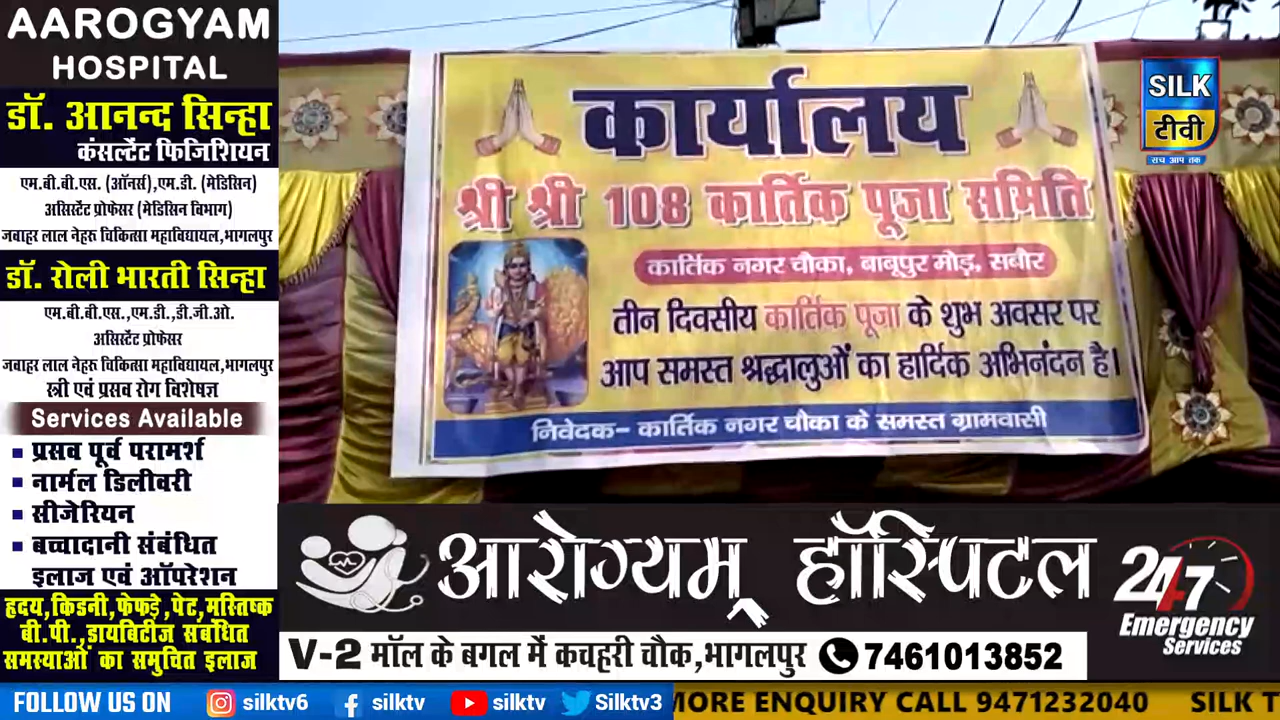 AAROGYAM
HOSPITAL
डॉ. आनन्द सिन्हा
कंसल्टेंट फिजिशियन
एम.बी.बी.एस. (ऑनर्स),एम.डी. (मेडिसिन)
असिस्टेंट प्रोफेसर (मेडिसिन विभाग)
जवाहर लाल नेहरु चिकित्सा महाविद्यायल,भागलपुर
डॉ. रोली भारती सिन्हा
एम.बी.बी.एस.,एम.डी.,डी.जी.ओ.
असिस्टेंट प्रोफेसर
जवाहर लाल नेहरु चिकित्सा महाविद्यायल,भागलपुर
स्त्री एवं प्रसव रोग विशेषज्ञ
Services Available
प्रसव पूर्व परामर्श
नार्मल डिलीवरी
सीजेरियन
बच्चादानी संबंधित
इलाज एवं ऑपरेशन
हृदय,किडनी,फेफड़े,पेट,मस्तिष्क
बी.पी.,डायबिटीज संबंधित
समस्याओं का समुचित इलाज
कार्यालय
श्री श्री 108 कार्तिक पूजा समिति
कार्तिक नगर चौका, बाबूपुर मोड़, सबौर
तीन दिवसीय कार्तिक पूजा के शुभ अवसर पर
आप समस्त श्रद्धालुओं का हार्दिक अभिनंदन है।
निवेदक- कार्तिक नगर चौका के समस्त ग्रामवासी
SILK
टीवी
सच आप तक
आरोग्यम् हॉस्पिटल
24x7
Emergency
Services
V-2 मॉल के बगल में कचहरी चौक,भागलपुर 7461013852
FOLLOW US ON silktv6 silktv silktv Silktv3 MORE ENQUIRY CALL 9471232040 SILK T